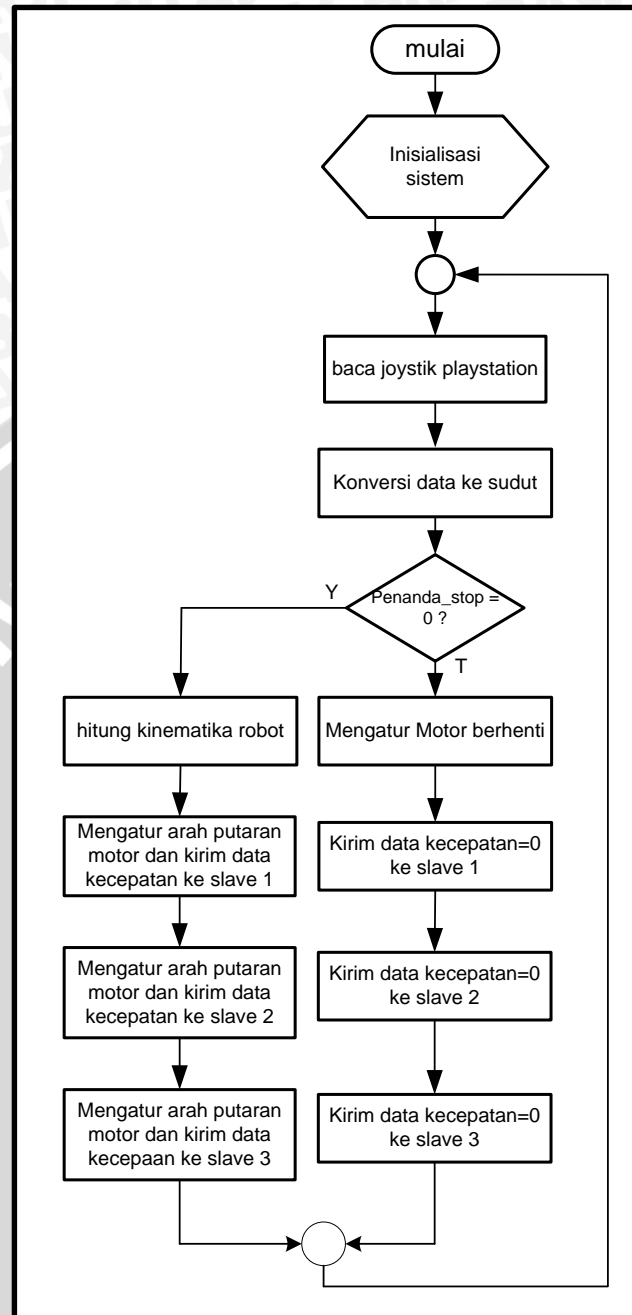 mulai
Inisialisasi
sistem
baca joystik playstation
Konversi data ke sudut
Penanda_stop =
0 ?
Y
T
hitung kinematika robot
Mengatur arah putaran
motor dan kirim data
kecepatan ke slave 1
Mengatur arah putaran
motor dan kirim data
kecepatan ke slave 2
Mengatur arah putaran
motor dan kirim data
kecepaan ke slave 3
Mengatur Motor berhenti
Kirim data kecepatan=0
ke slave 1
Kirim data kecepatan=0
ke slave 2
Kirim data kecepatan=0
ke slave 3